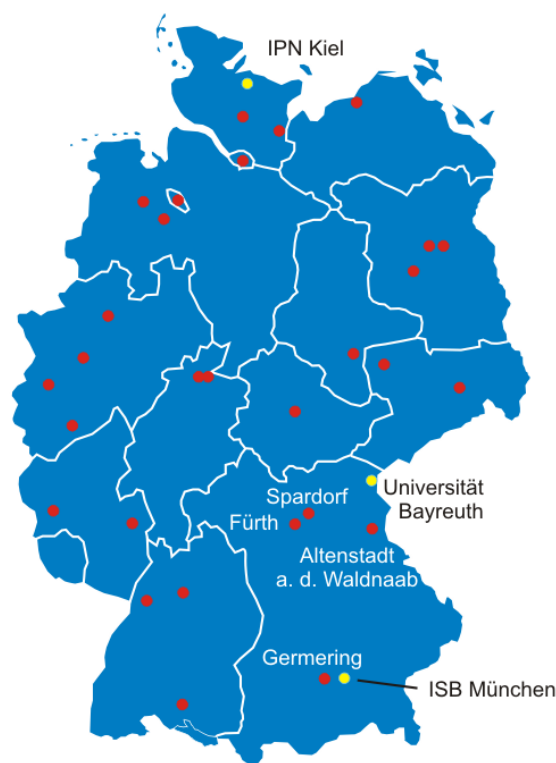 IPN Kiel
Universität
Bayreuth
Spardorf
Fürth
Altenstadt
a. d. Waldnaab
Germering
ISB München